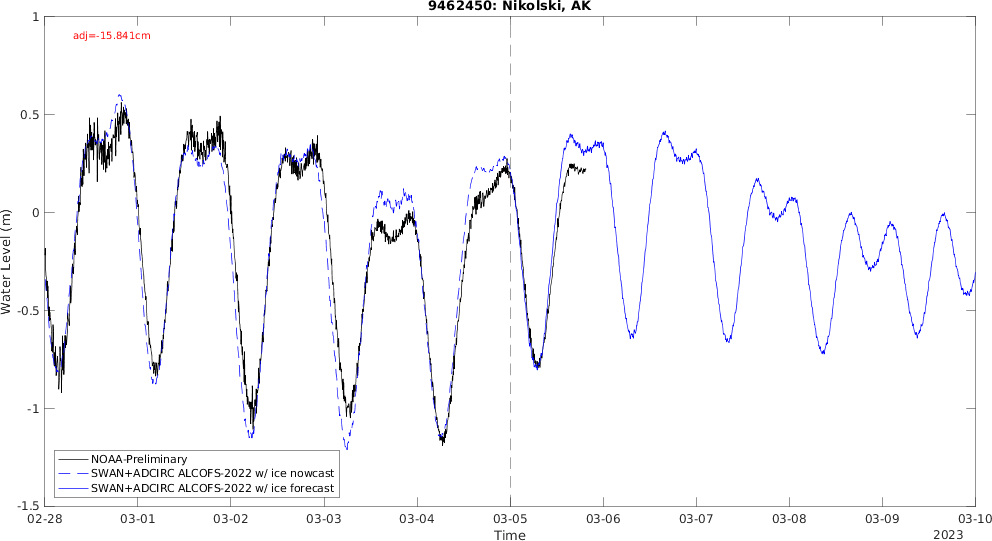 9462450: Nikolski, AK
adj=-15.841cm
1
0.5
0
-0.5
-1
-1.5
Water Level (m)
NOAA-Preliminary
SWAN+ADCIRC ALCOFS-2022 w/ ice nowcast
SWAN+ADCIRC ALCOFS-2022 w/ ice forecast
02-28 03-01 03-02 03-03 03-04 03-05 03-06 03-07 03-08 03-09 03-10
Time
2023